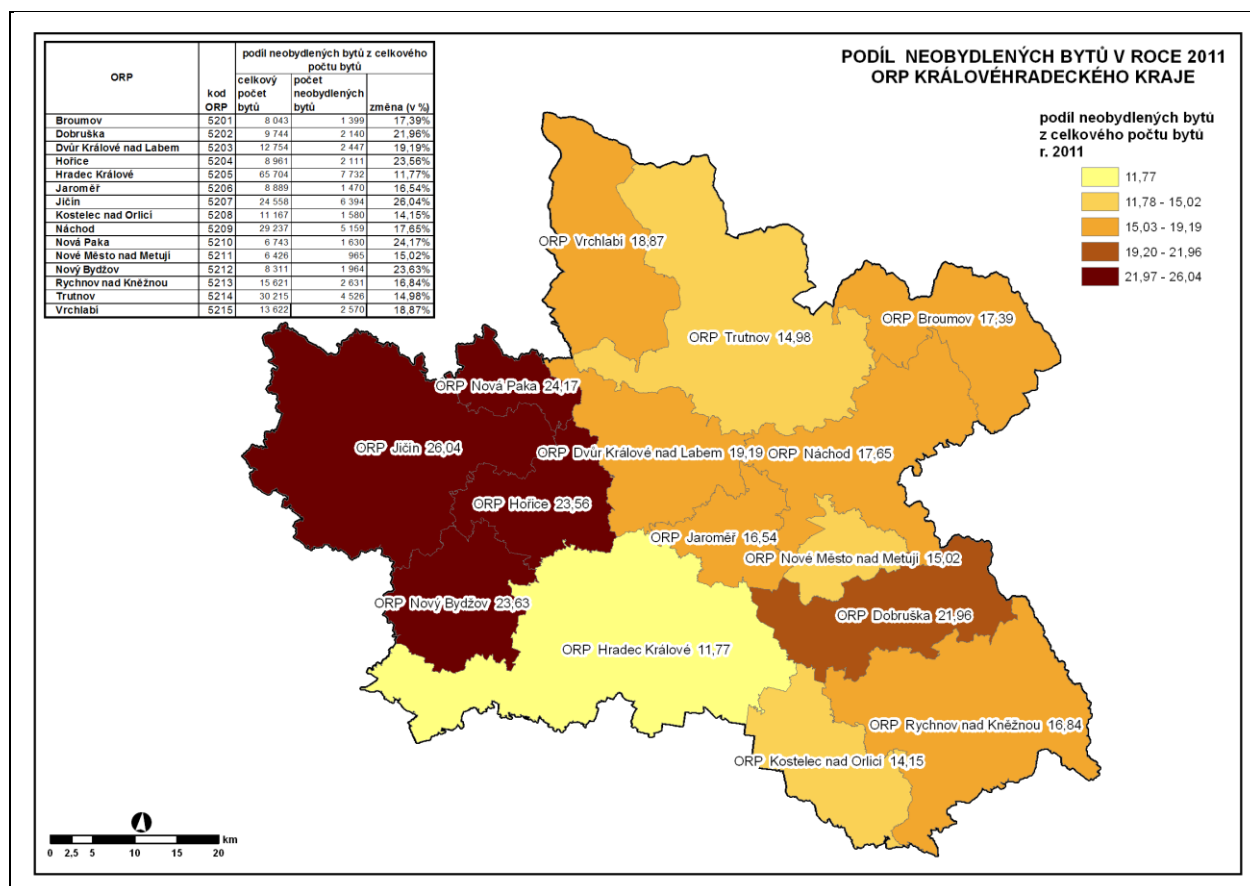 ORP
kod
ORP
podíl neobydlených bytů z celkového
počtu bytů
celkový
počet
bytů
počet
neobydlených
bytů
změna (v %)
Broumov 5201 8 043 1 399 17,39%
Dobruška 5202 9 744 2 140 21,96%
Dvůr Králové nad Labem 5203 12 754 2 447 19,19%
Hořice 5204 8 961 2 111 23,56%
Hradec Králové 5205 65 704 7 732 11,77%
Jaroměř 5206 8 889 1 470 16,54%
Jičín 5207 24 558 6 394 26,04%
Kostelec nad Orlicí 5208 11 167 1 580 14,15%
Náchod 5209 29 237 5 159 17,65%
Nová Paka 5210 6 743 1 630 24,17%
Nové Město nad Metují 5211 6 426 965 15,02%
Nový Bydžov 5212 8 311 1 964 23,63%
Rychnov nad Kněžnou 5213 15 621 2 631 16,84%
Trutnov 5214 30 215 4 526 14,98%
Vrchlabí 5215 13 622 2 570 18,87%
PODÍL NEOBYDLENÝCH BYTŮ V ROCE 2011
ORP KRÁLOVÉHRADECKÉHO KRAJE
podíl neobydlených bytů
z celkového počtu bytů
r. 2011
11,77
11,78 - 15,02
15,03 - 19,19
19,20 - 21,96
21,97 - 26,04
ORP Vrchlabí 18,87
ORP Broumov 17,39
ORP Trutnov 14,98
ORP Nová Paka 24,17
ORP Jičín 26,04
ORP Dvůr Králové nad Labem 19,19
ORP Náchod 17,65
ORP Hořice 23,56
ORP Jaroměř 16,54
ORP Nové Město nad Metují 15,02
ORP Nový Bydžov 23,63
ORP Dobruška 21,96
ORP Hradec Králové 11,77
ORP Rychnov nad Kněžnou 16,84
ORP Kostelec nad Orlicí 14,15
km
0 2,5 5 10 15 20